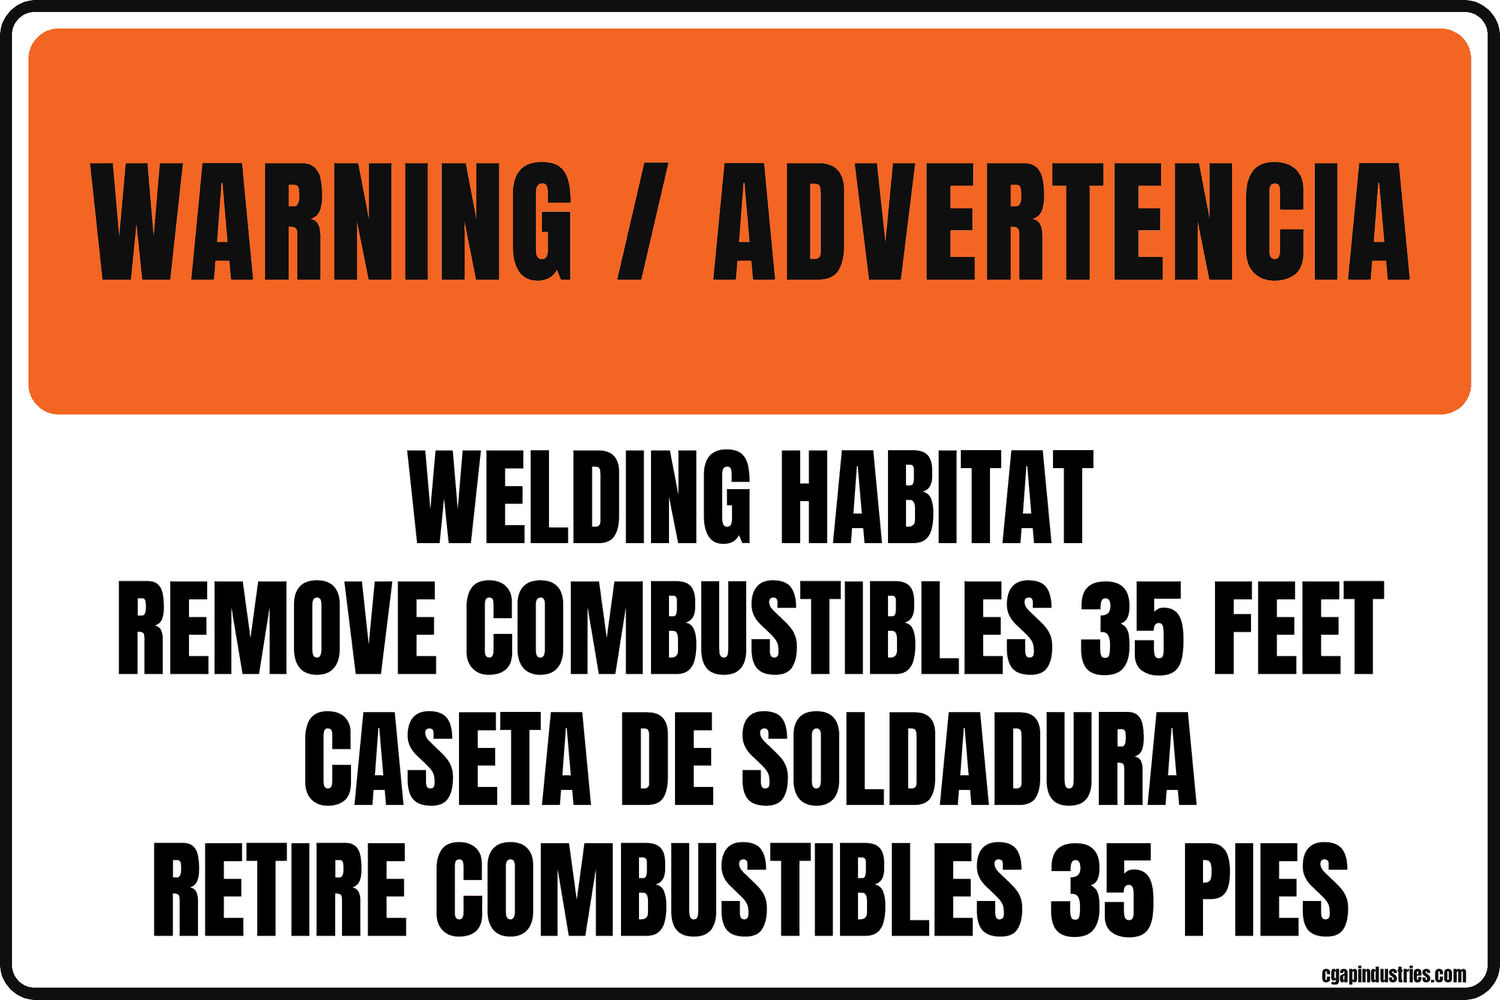 WARNING / ADVERTENCIA
WELDING HABITAT
REMOVE COMBUSTIBLES 35 FEET
CASETA DE SOLDADURA
RETIRE COMBUSTIBLES 35 PIES
cgapindustries.com